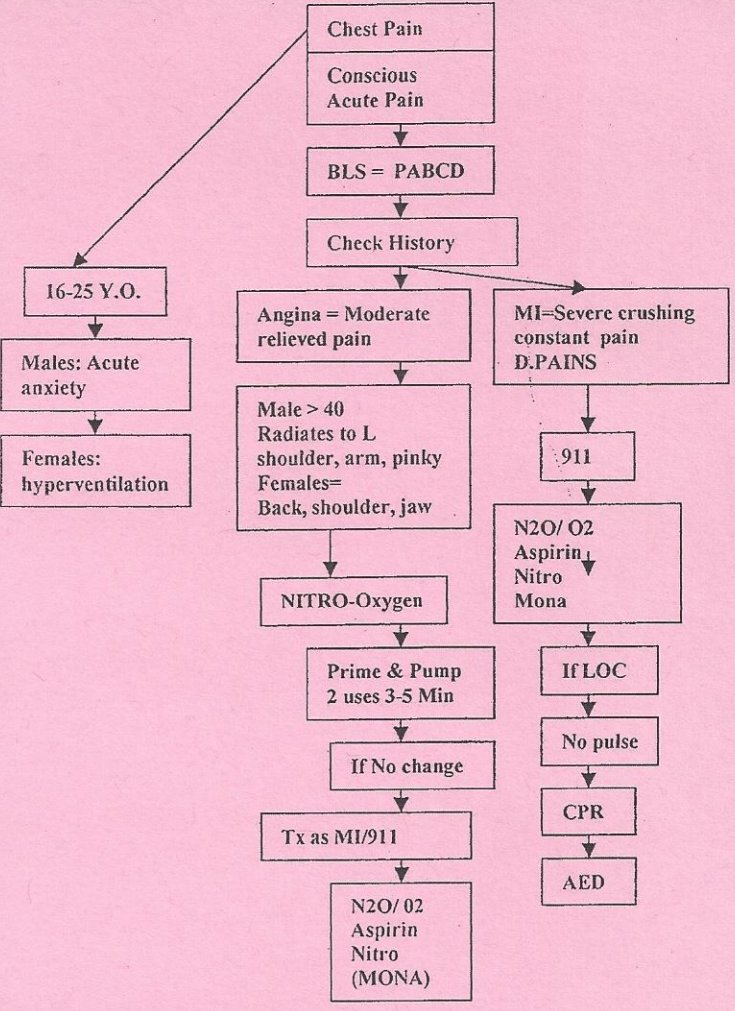 Chest Pain
Conscious
Acute Pain
BLS = PABCD
Check History
16-25 Y.O.
Males: Acute
anxiety
Females:
hyperventilation
Angina = Moderate
relieved pain
Male > 40
Radiates to L
shoulder, arm, pinky
Females=
Back, shoulder, jaw
NITRO-Oxygen
Prime & Pump
2 uses 3-5 Min
If No change
Tx as MI/911
N2O/ 02
Aspirin
Nitro
(MONA)
MI=Severe crushing
constant pain
D.PAINS
911
N2O/ O2
Aspirin
Nitro
Mona
If LOC
No pulse
CPR
AED